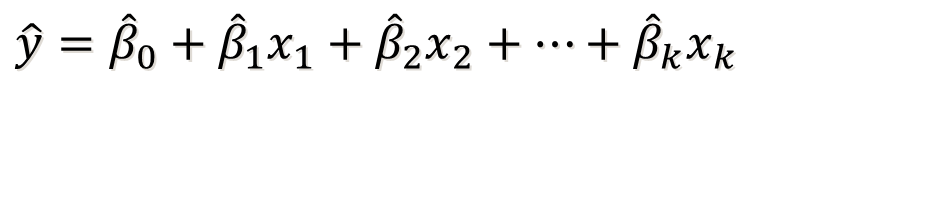 ŷ = β̂₀ + β̂₁x₁ + β̂₂x₂ + ⋯ + β̂ₖxₖ